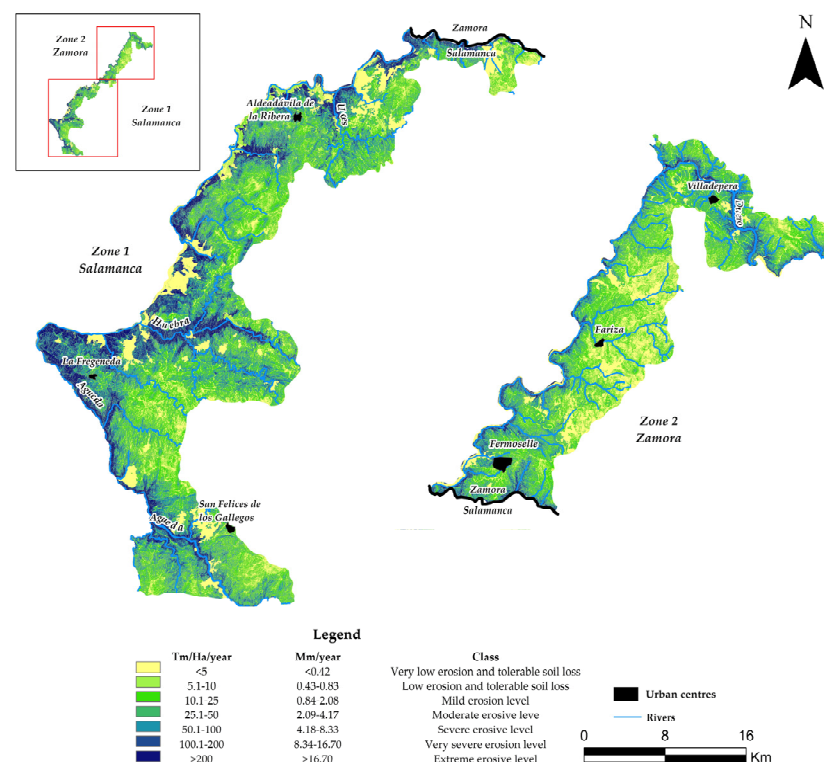 Zone 2
Zamora
Zone 1
Salamanca
N
Zamora
Salamanca
Aldeadávila de
la Ribera
Uces
Villadepera
Duero
Zone 1
Salamanca
Huebra
Fariza
La Fregeneda
Agueda
Zone 2
Zamora
Fermoselle
Zamora
Salamanca
San Felices de
los Gallegos
Agueda
Legend
Tm/Ha/year Mm/year Class
<5 <0.42 Very low erosion and tolerable soil loss
5.1-10 0.43-0.83 Low erosion and tolerable soil loss
10.1-25 0.84-2.08 Mild erosion level
25.1-50 2.09-4.17 Moderate erosive leve
50.1-100 4.18-8.33 Severe erosive level
100.1-200 8.34-16.70 Very severe erosion level
>200 >16.70 Extreme erosive level
Urban centres
Rivers
0 8 16
Km